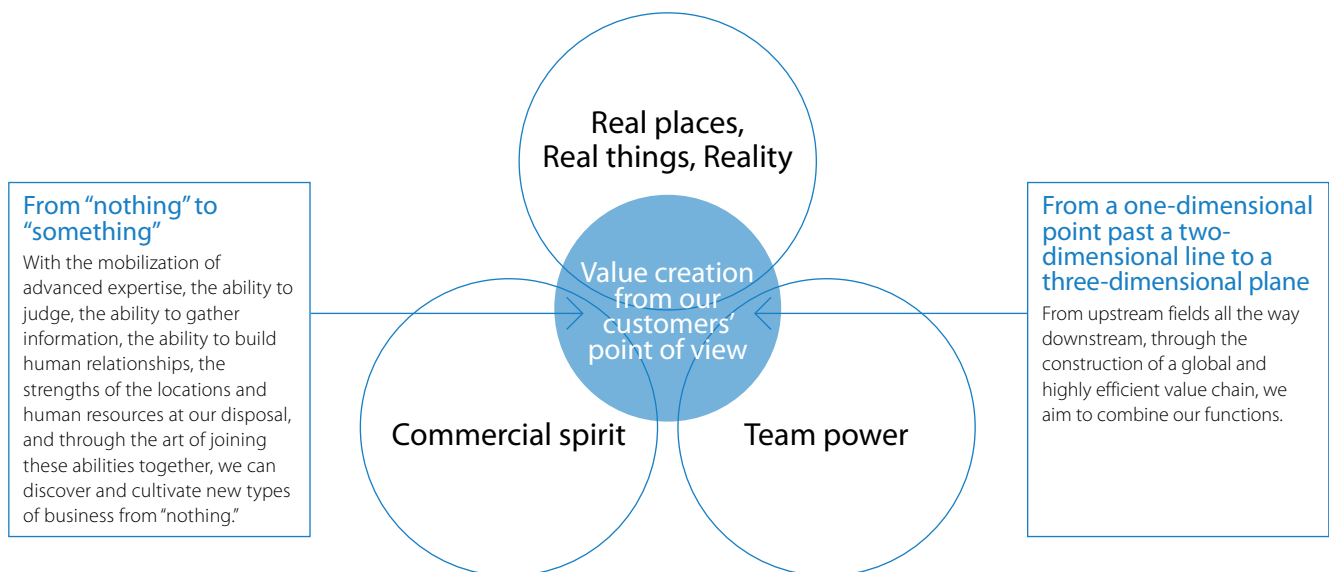 Real places,
Real things, Reality
From “nothing” to
“something”
With the mobilization of
advanced expertise, the ability to
judge, the ability to gather
information, the ability to build
human relationships, the
strengths of the locations and
human resources at our disposal,
and through the art of joining
these abilities together, we can
discover and cultivate new types
of business from “nothing.”
Value creation
from our
customers’
point of view
From a one-dimensional
point past a two-
dimensional line to a
three-dimensional plane
From upstream fields all the way
downstream, through the
construction of a global and
highly efficient value chain, we
aim to combine our functions.
Commercial spirit
Team power